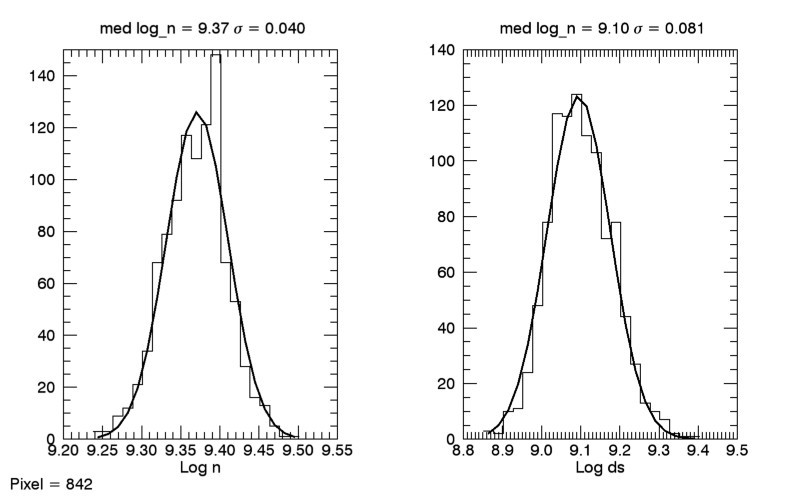 med log_n = 9.37 σ = 0.040
140
120
100
80
60
40
20
0
9.20 9.25 9.30 9.35 9.40 9.45 9.50 9.55
Log n
med log_n = 9.10 σ = 0.081
140
120
100
80
60
40
20
0
8.8 8.9 9.0 9.1 9.2 9.3 9.4 9.5
Log ds
Pixel = 842